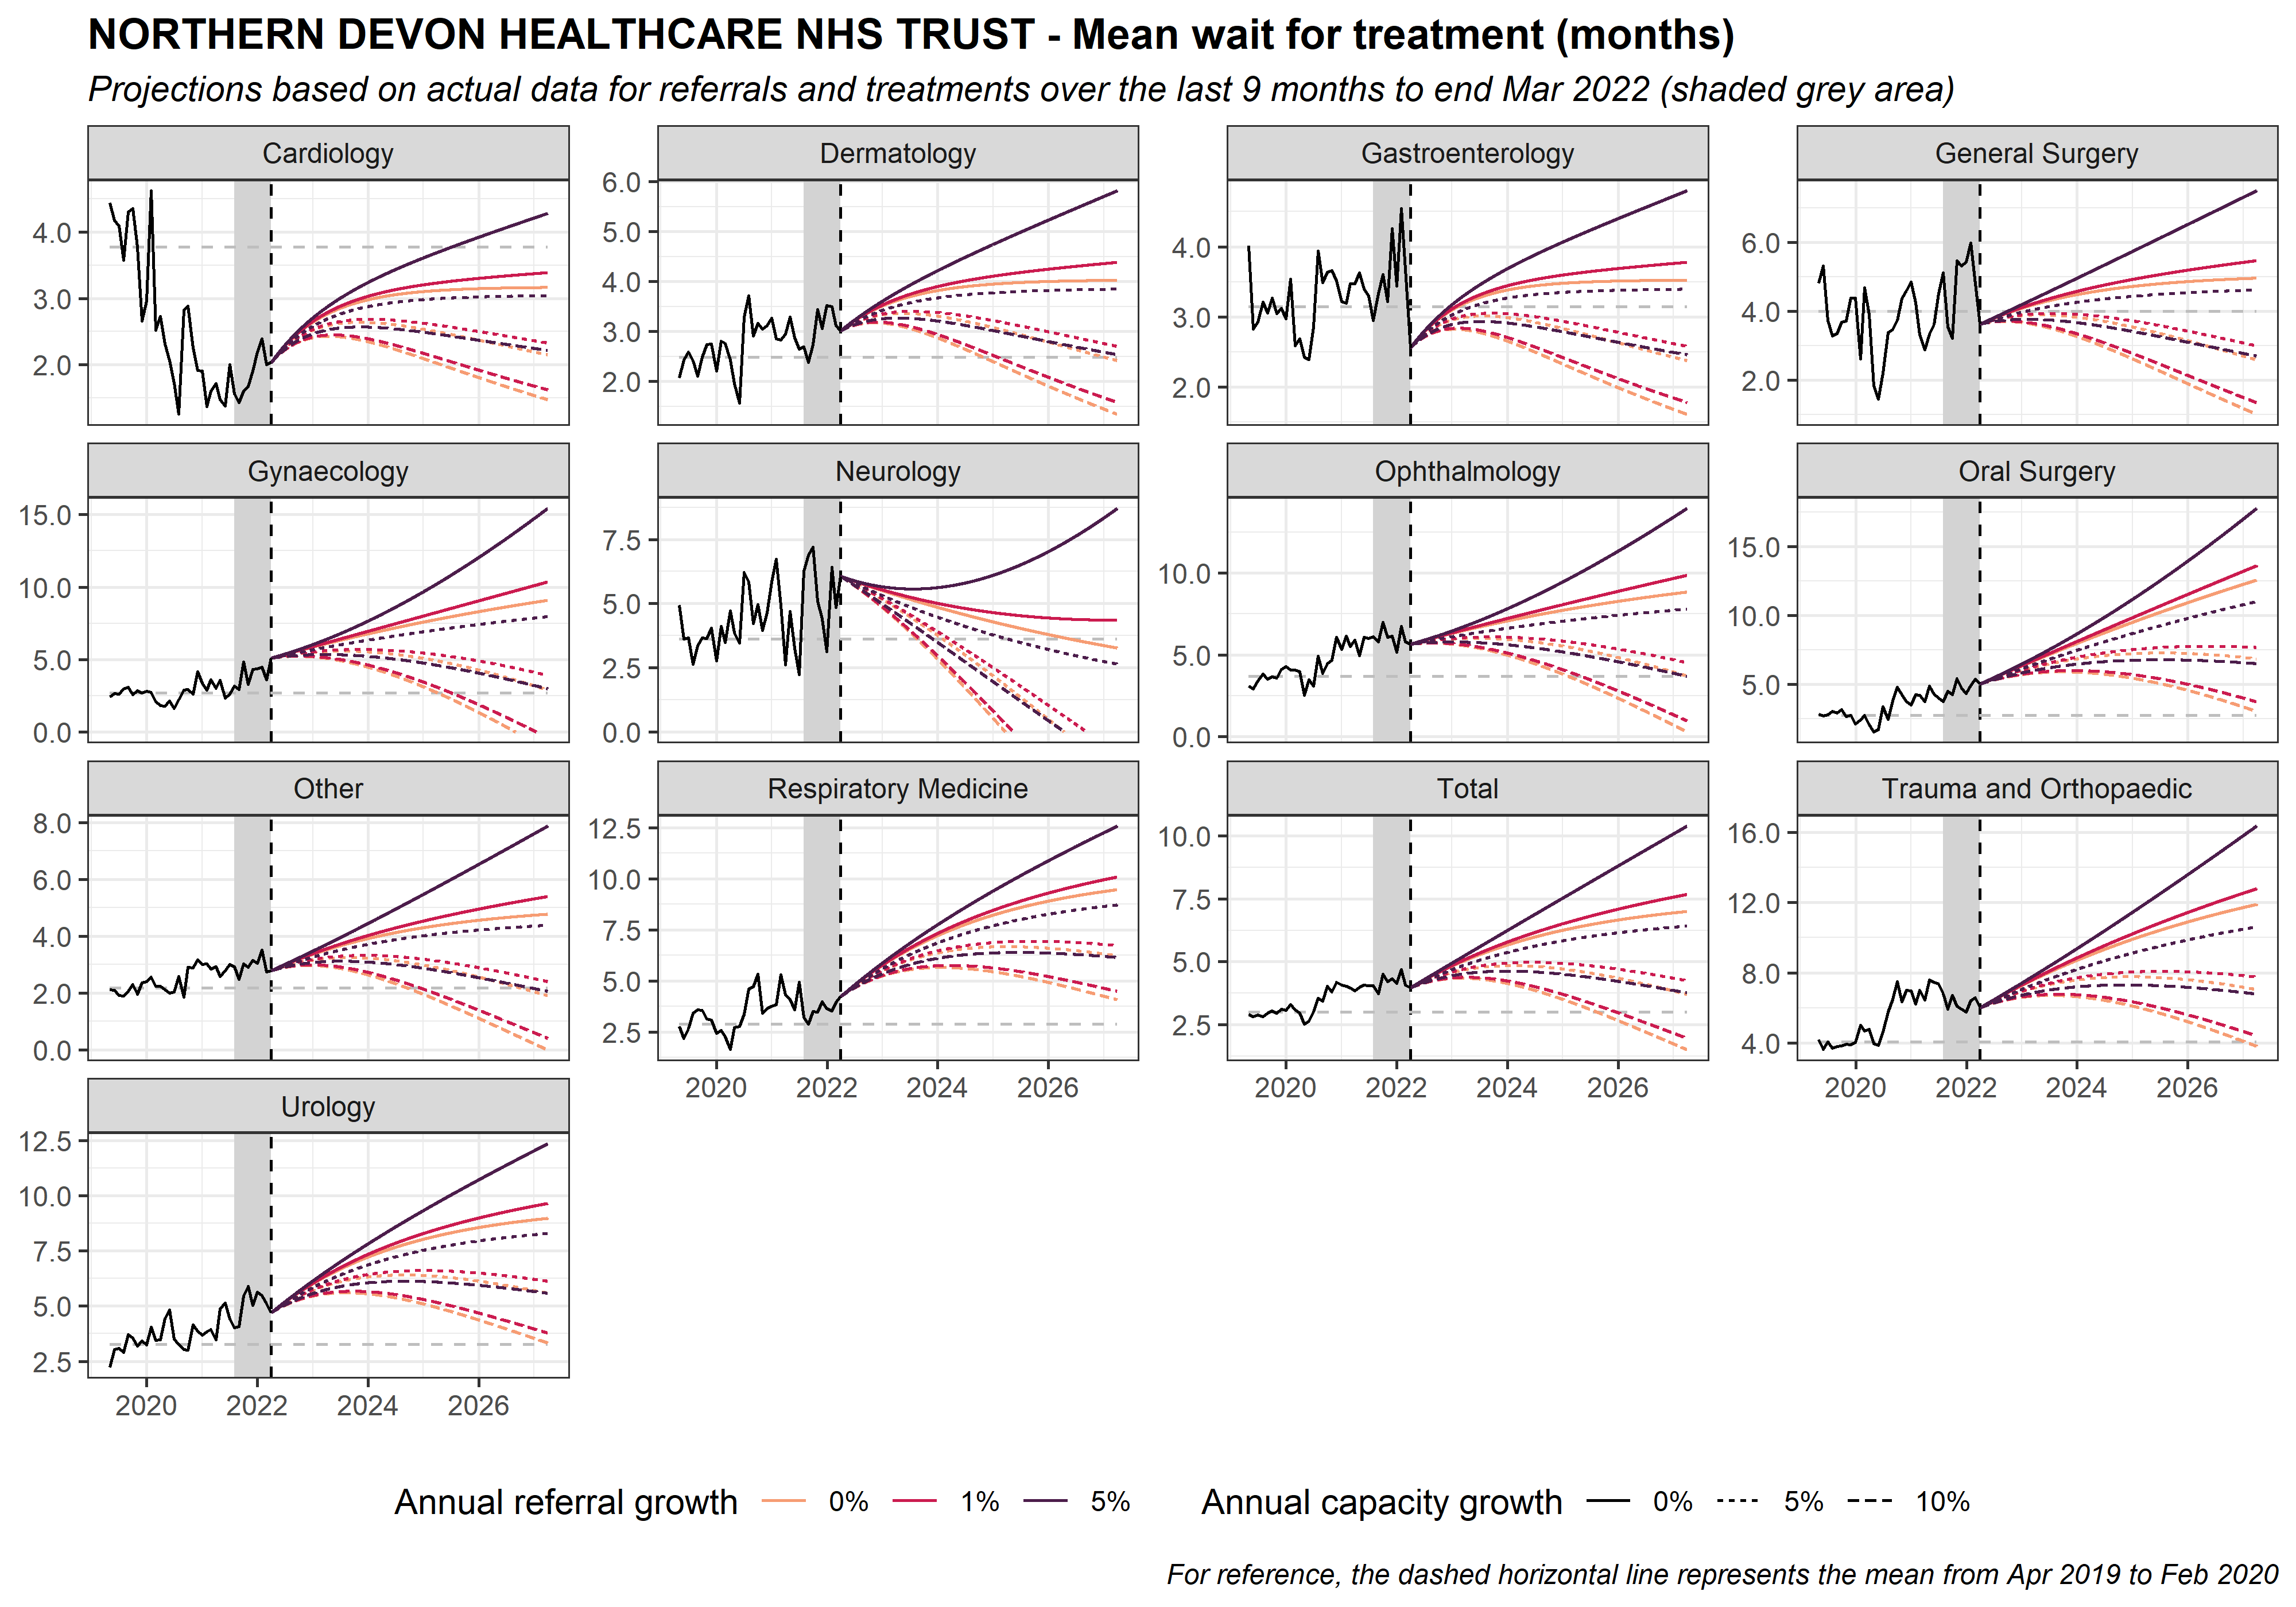 NORTHERN DEVON HEALTHCARE NHS TRUST - Mean wait for treatment (months)
Projections based on actual data for referrals and treatments over the last 9 months to end Mar 2022 (shaded grey area)
Cardiology
4.0
3.0
2.0
Dermatology
6.0
5.0
4.0
3.0
2.0
Gastroenterology
4.0
3.0
2.0
General Surgery
6.0
4.0
2.0
Gynaecology
15.0
10.0
5.0
0.0
Neurology
7.5
5.0
2.5
0.0
Ophthalmology
10.0
5.0
0.0
Oral Surgery
15.0
10.0
5.0
Other
8.0
6.0
4.0
2.0
0.0
Respiratory Medicine
12.5
10.0
7.5
5.0
2.5
2020 2022 2024 2026
Total
10.0
7.5
5.0
2.5
2020 2022 2024 2026
Trauma and Orthopaedic
16.0
12.0
8.0
4.0
2020 2022 2024 2026
Urology
12.5
10.0
7.5
5.0
2.5
2020 2022 2024 2026
Annual referral growth 0% 1% 5% Annual capacity growth 0% 5% 10%
For reference, the dashed horizontal line represents the mean from Apr 2019 to Feb 2020